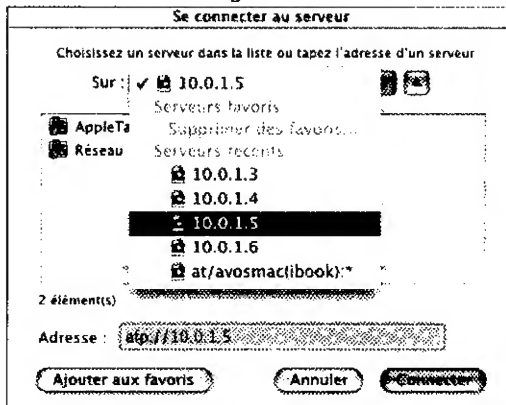 Se connecter au serveur
Choisissez un serveur dans la liste ou tapez l'adresse d'un serveur
Sur : ✓ 10.0.1.5
Serveurs favoris
Supprimer des favoris...
AppleTa
Réseau
Serveurs récents
10.0.1.3
10.0.1.4
10.0.1.5
10.0.1.6
at/avosmac(ibook):*
2 élément(s)
Adresse : afp://10.0.1.5
Ajouter aux favoris
Annuler
Connecter